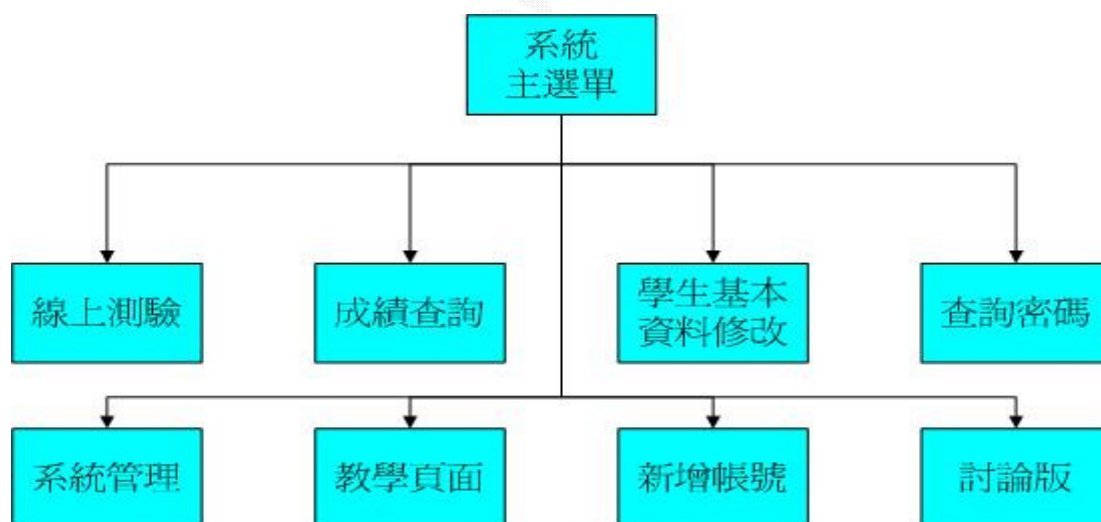 系統
主選單
線上測驗
成績查詢
學生基本
資料修改
查詢密碼
系統管理
教學頁面
新增帳號
討論版